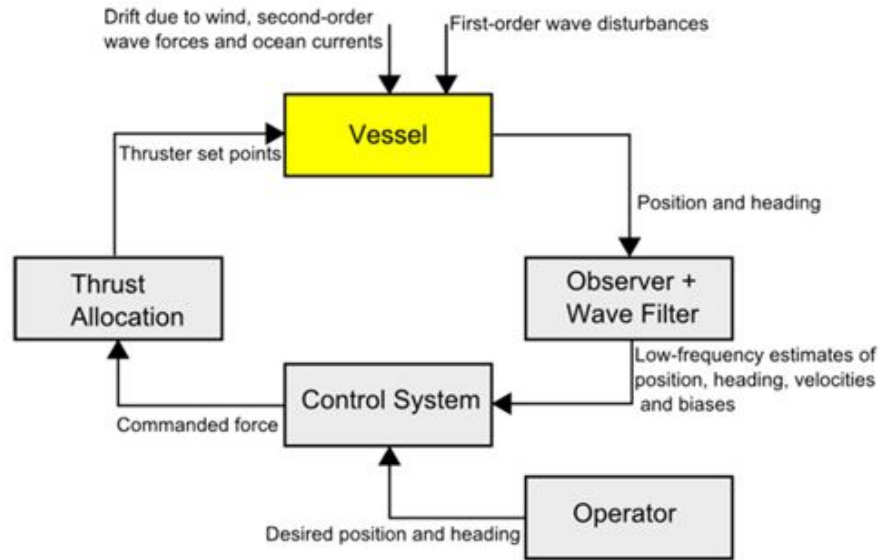 Drift due to wind, second-order
wave forces and ocean currents
First-order wave disturbances
Vessel
Thruster set points
Position and heading
Thrust
Allocation
Observer +
Wave Filter
Low-frequency estimates of
position, heading, velocities
and biases
Control System
Commanded force
Operator
Desired position and heading